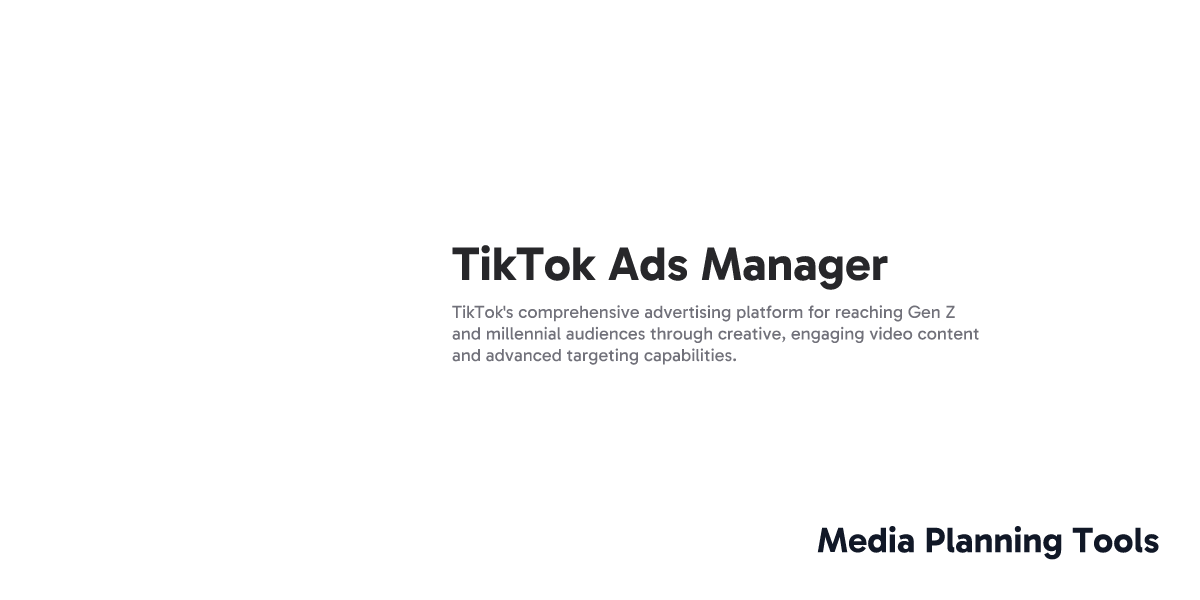 TikTok Ads Manager
TikTok's comprehensive advertising platform for reaching Gen Z
and millennial audiences through creative, engaging video content
and advanced targeting capabilities.
Media Planning Tools